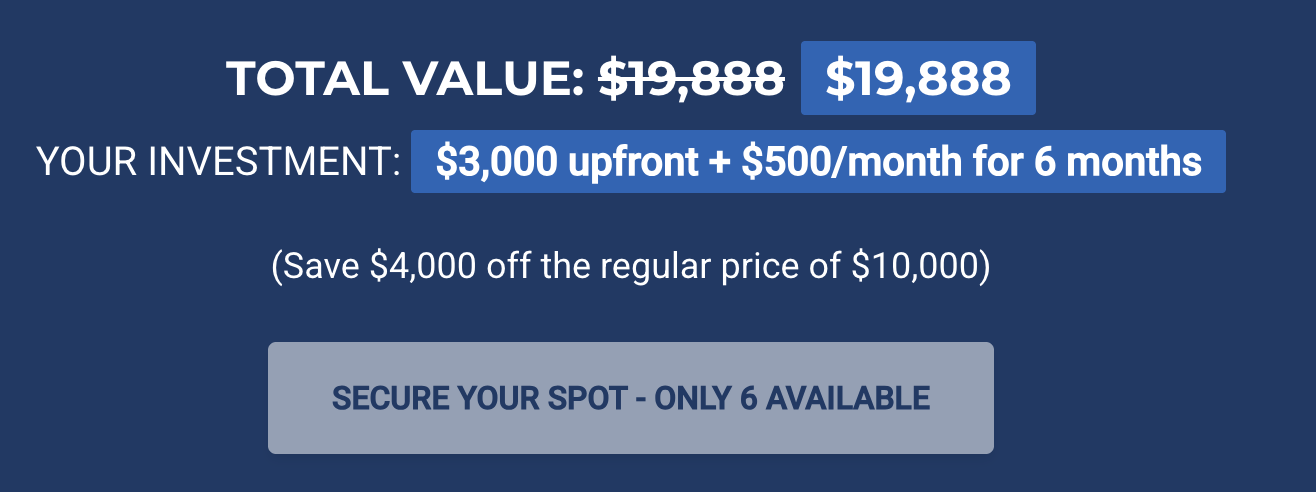 TOTAL VALUE: $19,888 $19,888
YOUR INVESTMENT: $3,000 upfront + $500/month for 6 months
(Save $4,000 off the regular price of $10,000)
SECURE YOUR SPOT - ONLY 6 AVAILABLE